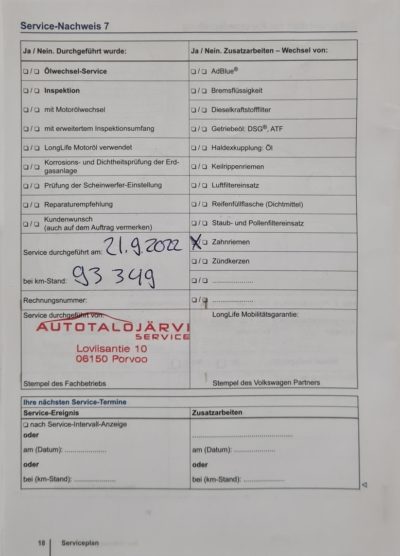 Service-Nachweis 7
Ja / Nein. Durchgeführt wurde:
❑ / ❑ Ölwechsel-Service
❑ / ❑ Inspektion
❑ / ❑ mit Motorölwechsel
❑ / ❑ mit erweitertem Inspektionsumfang
❑ / ❑ LongLife Motoröl verwendet
❑ / ❑ Korrosions- und Dichtheitsprüfung der Erd-
gasanlage
❑ / ❑ Prüfung der Scheinwerfer-Einstellung
❑ / ❑ Reparaturempfehlung
❑ / ❑ Kundenwunsch
(auch auf dem Auftrag vermerken)
Service durchgeführt am: 21.9.2022
bei km-Stand: 93 349
Rechnungsnummer:
Service durchgeführt von:
AUTOTALOJÄRVI
SERVICE
Loviisantie 10
06150 Porvoo
Stempel des Fachbetriebs
Ja / Nein. Zusatzarbeiten – Wechsel von:
❑ / ❑ AdBlue®
❑ / ❑ Bremsflüssigkeit
❑ / ❑ Dieselkraftstofffilter
❑ / ❑ Getriebeöl: DSG®, ATF
❑ / ❑ Haldexkupplung: Öl
❑ / ❑ Keilrippenriemen
❑ / ❑ Luftfiltereinsatz
❑ / ❑ Reifenfüllflasche (Dichtmittel)
❑ / ❑ Staub- und Pollenfiltereinsatz
X / ❑ Zahnriemen
❑ / ❑ Zündkerzen
❑ / ❑ ....................
❑ / ❑ ....................
LongLife Mobilitätsgarantie:
Stempel des Volkswagen Partners
Ihre nächsten Service-Termine
Service-Ereignis
❑ nach Service-Intervall-Anzeige
oder
am (Datum): ....................
oder
bei (km-Stand): ....................
Zusatzarbeiten
........................................
oder
am (Datum): ....................
oder
bei (km-Stand): ....................
18 Serviceplan